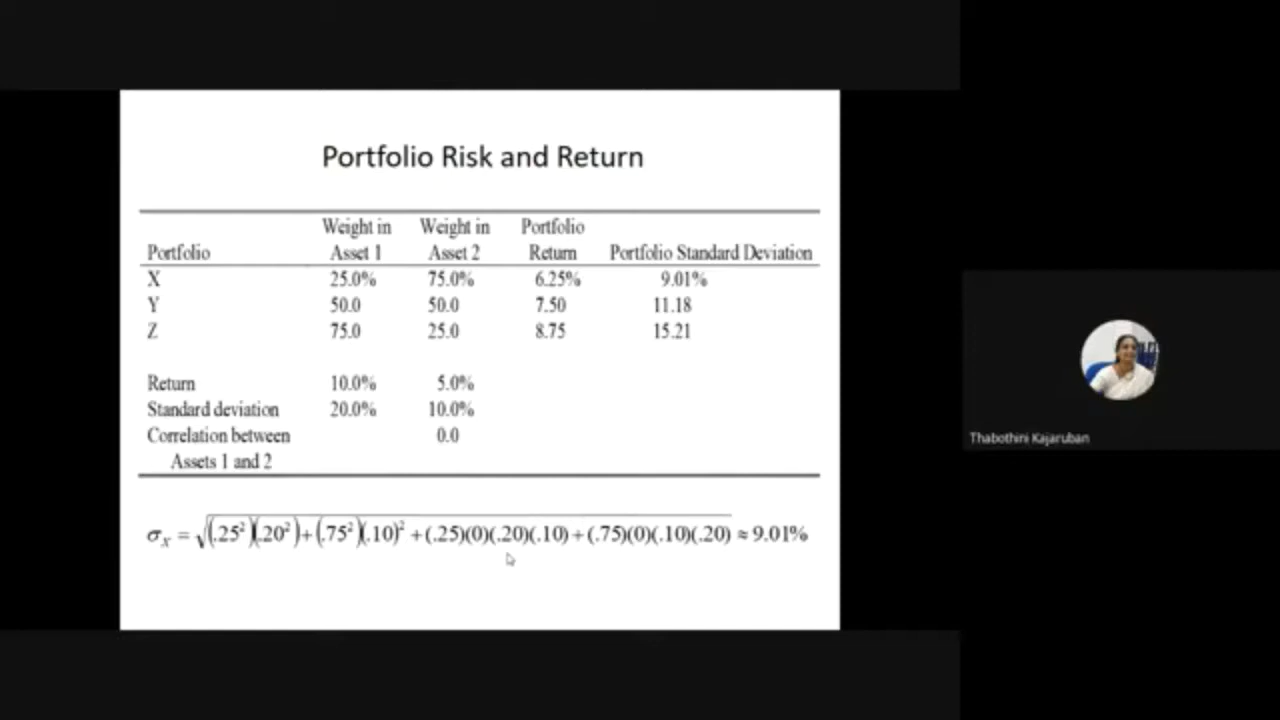 Portfolio Risk and Return
Weight in Weight in Portfolio
Portfolio Asset 1 Asset 2 Return Portfolio Standard Deviation
X 25.0% 75.0% 6.25% 9.01%
Y 50.0 50.0 7.50 11.18
Z 75.0 25.0 8.75 15.21
Return 10.0% 5.0%
Standard deviation 20.0% 10.0%
Correlation between 0.0
Assets 1 and 2
σ_X = √(.25²)(.20²)+(.75²)(.10)² +(.25)(0)(.20)(.10)+(.75)(0)(.10)(.20) ≈ 9.01%
Thabothini Kajaruban